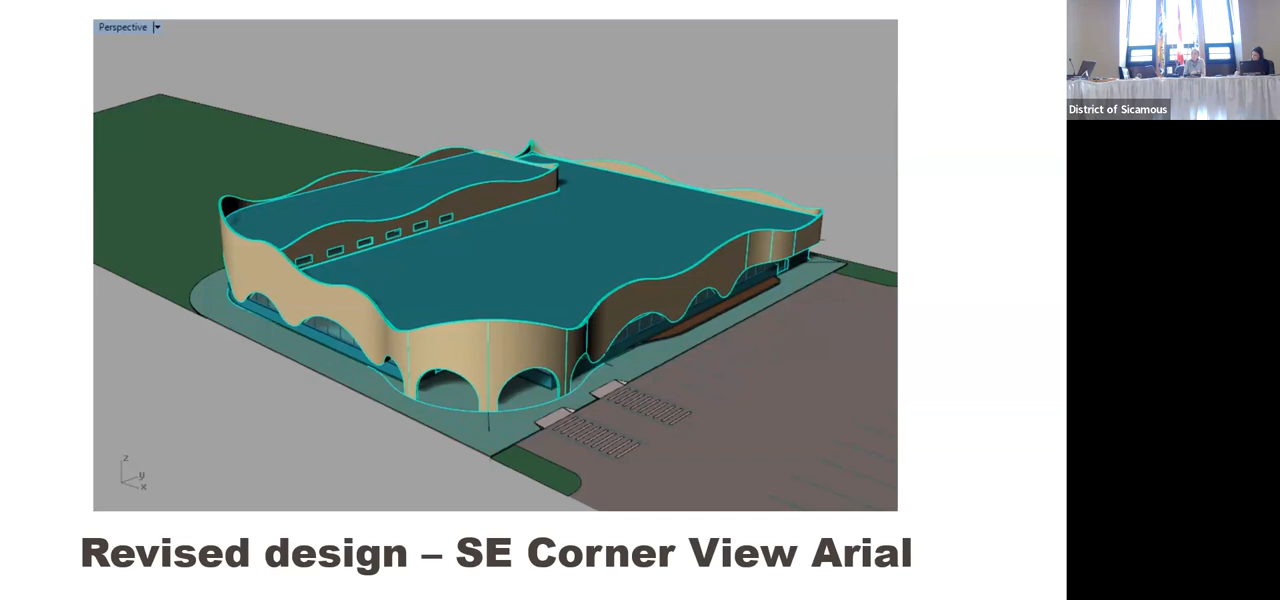 Perspective
District of Sicamous
z
y
x
Revised design – SE Corner View Arial